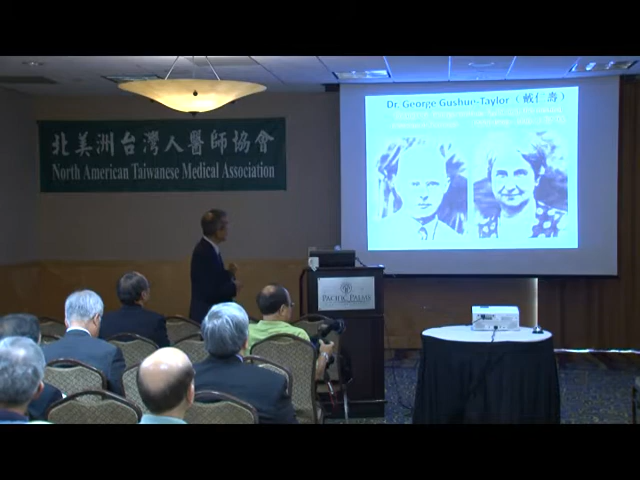 北美洲台灣人醫師協會
North American Taiwanese Medical Association
Dr. George Gushue-Taylor (戴仁壽)
PACIFIC PALMS